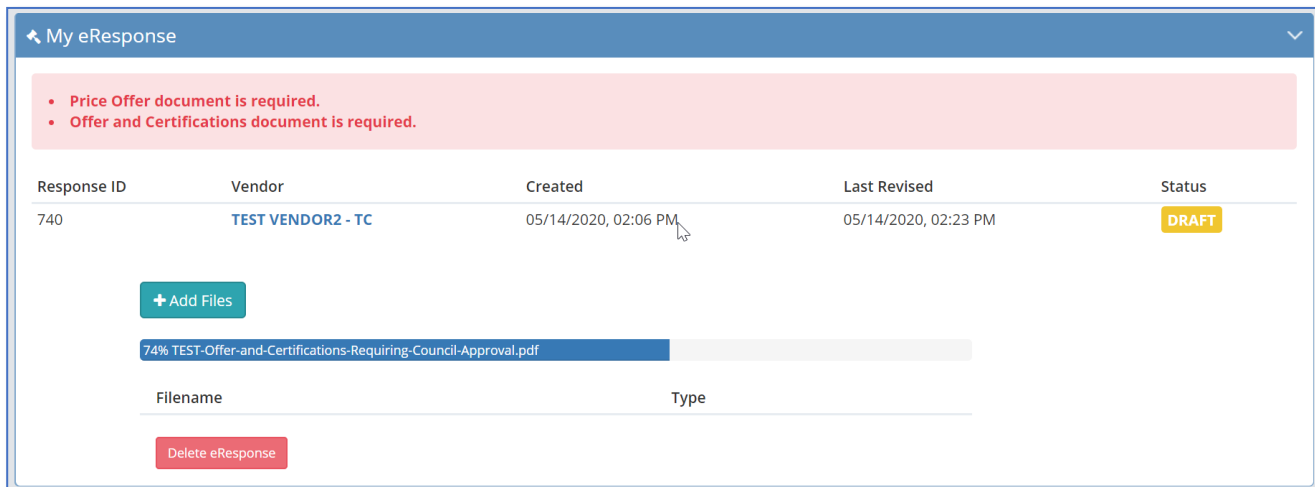 My eResponse
Price Offer document is required.
Offer and Certifications document is required.
Response ID Vendor Created Last Revised Status
740 TEST VENDOR2 - TC 05/14/2020, 02:06 PM 05/14/2020, 02:23 PM DRAFT
Add Files
74% TEST-Offer-and-Certifications-Requiring-Council-Approval.pdf
Filename Type
Delete eResponse